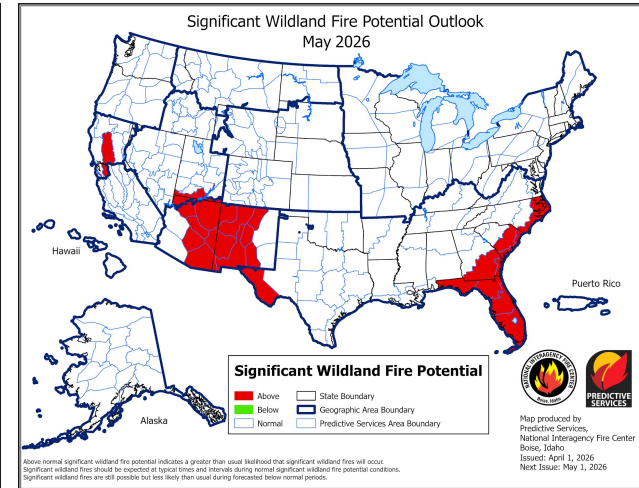 Significant Wildland Fire Potential Outlook
May 2026
Hawaii
Puerto Rico
Alaska
Significant Wildland Fire Potential
Above
Below
Normal
State Boundary
Geographic Area Boundary
Predictive Services Area Boundary
NATIONAL INTERAGENCY FIRE CENTER
Boise, Idaho
PREDICTIVE
SERVICES
Map produced by
Predictive Services,
National Interagency Fire Center
Boise, Idaho
Issued: April 1, 2026
Next Issue: May 1, 2026
Above normal significant wildland fire potential indicates a greater than usual likelihood that significant wildland fires will occur.
Significant wildland fires should be expected at typical times and intervals during normal significant wildland fire potential conditions.
Significant wildland fires are still possible but less likely than usual during forecasted below normal periods.